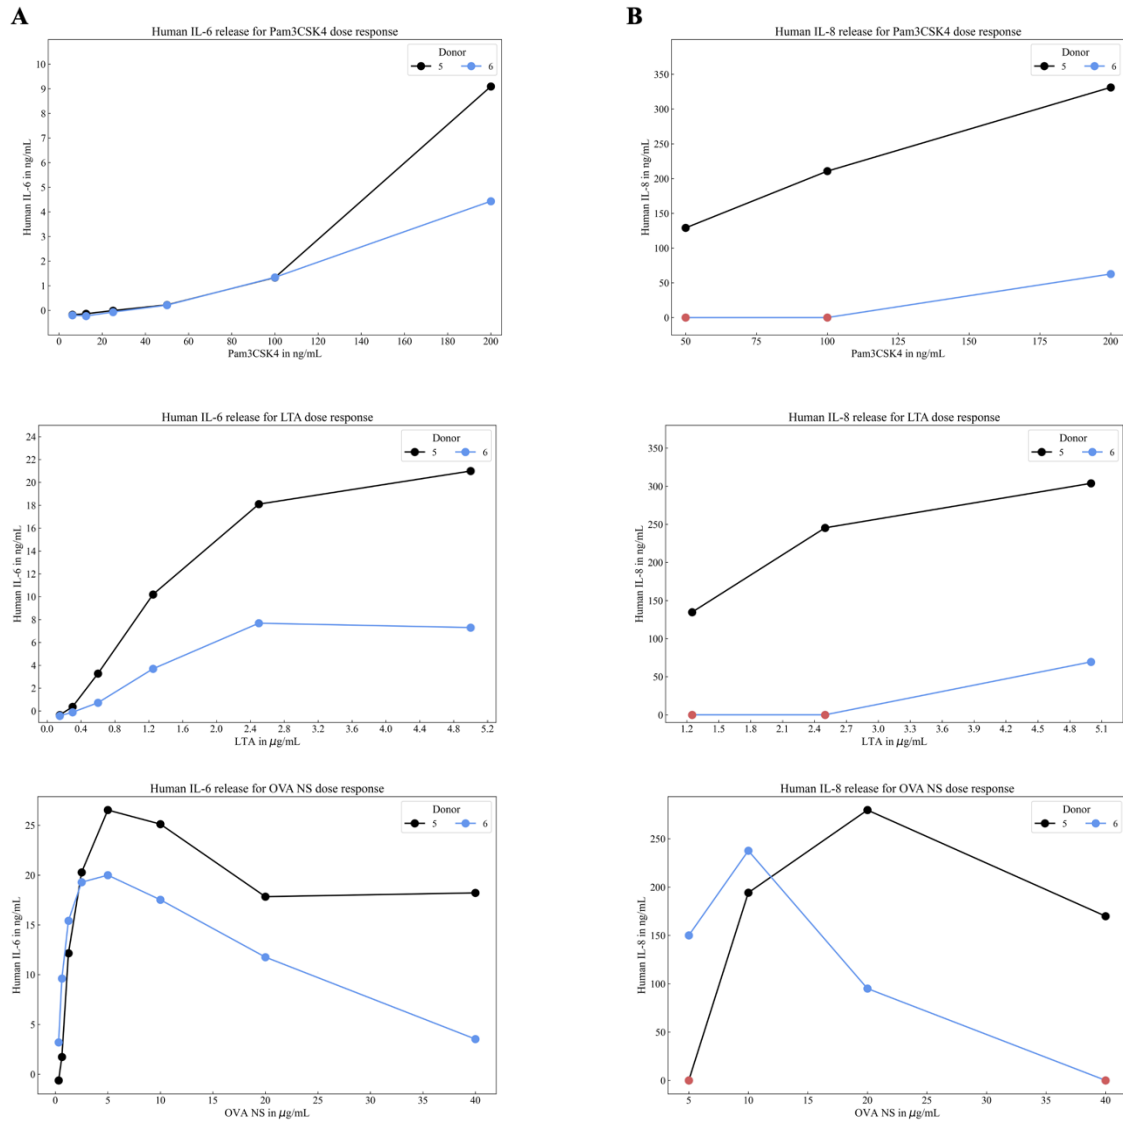 A
Human IL-6 release for Pam3CSK4 dose response
Donor
5 6
Human IL-6 in ng/mL
10
9
8
7
6
5
4
3
2
1
0
0 20 40 60 80 100 120 140 160 180 200
Pam3CSK4 in ng/mL
B
Human IL-8 release for Pam3CSK4 dose response
Donor
5 6
Human IL-8 in ng/mL
350
300
250
200
150
100
50
0
50 75 100 125 150 175 200
Pam3CSK4 in ng/mL
Human IL-6 release for LTA dose response
Donor
5 6
Human IL-6 in ng/mL
24
22
20
18
16
14
12
10
8
6
4
2
0
0.0 0.4 0.8 1.2 1.6 2.0 2.4 2.8 3.2 3.6 4.0 4.4 4.8 5.2
LTA in μg/mL
Human IL-8 release for LTA dose response
Donor
5 6
Human IL-8 in ng/mL
350
300
250
200
150
100
50
0
1.2 1.5 1.8 2.1 2.4 2.7 3.0 3.3 3.6 3.9 4.2 4.5 4.8 5.1
LTA in μg/mL
Human IL-6 release for OVA NS dose response
Donor
5 6
Human IL-6 in ng/mL
25
20
15
10
5
0
0 5 10 15 20 25 30 35 40
OVA NS in μg/mL
Human IL-8 release for OVA NS dose response
Donor
5 6
Human IL-8 in ng/mL
250
200
150
100
50
0
5 10 15 20 25 30 35 40
OVA NS in μg/mL